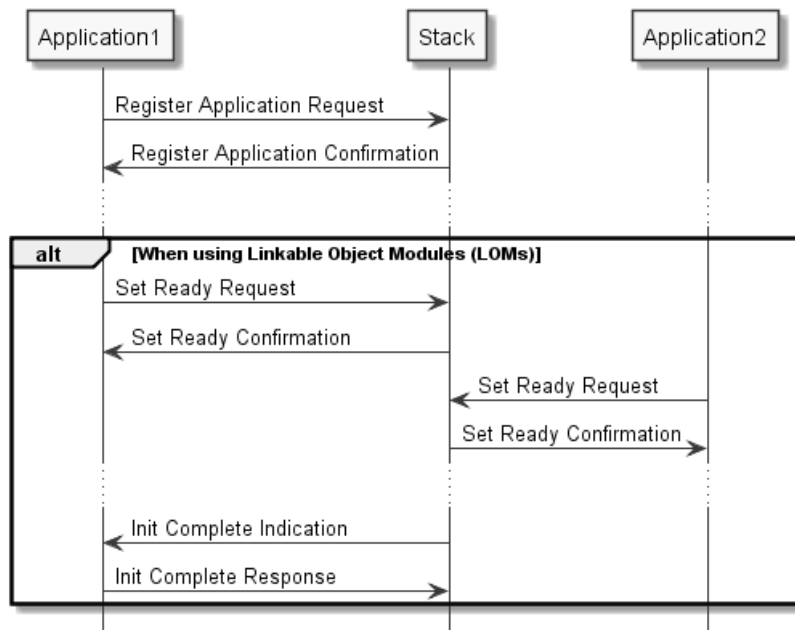 Application1
Stack
Application2
Register Application Request
Register Application Confirmation
alt
[When using Linkable Object Modules (LOMs)]
Set Ready Request
Set Ready Confirmation
Set Ready Request
Set Ready Confirmation
Init Complete Indication
Init Complete Response